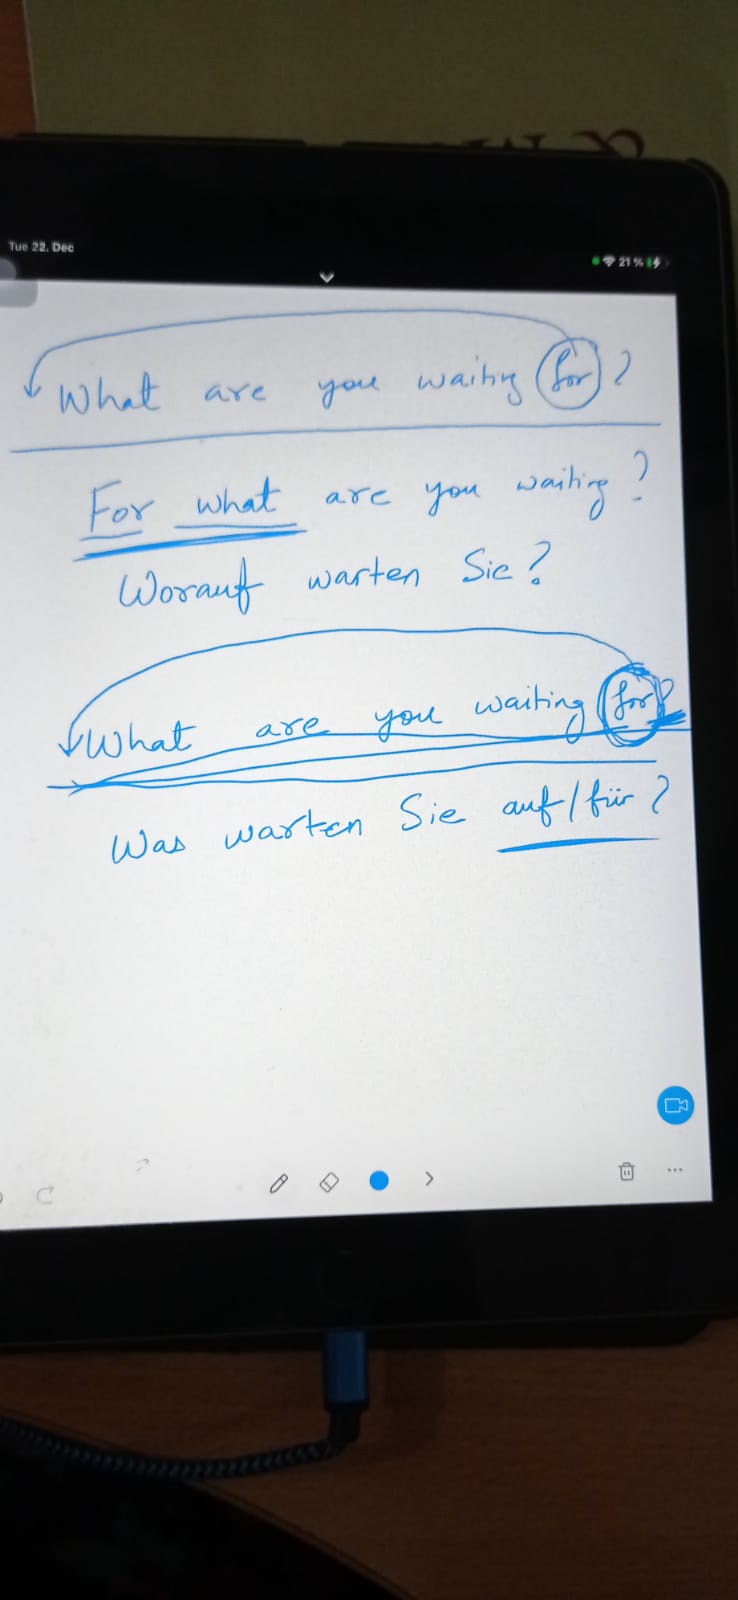 Tue 22. Dec
21 %
What are you waiting for?
For what are you waiting?
Worauf warten Sie?
What are you waiting for?
Was warten Sie auf/für?